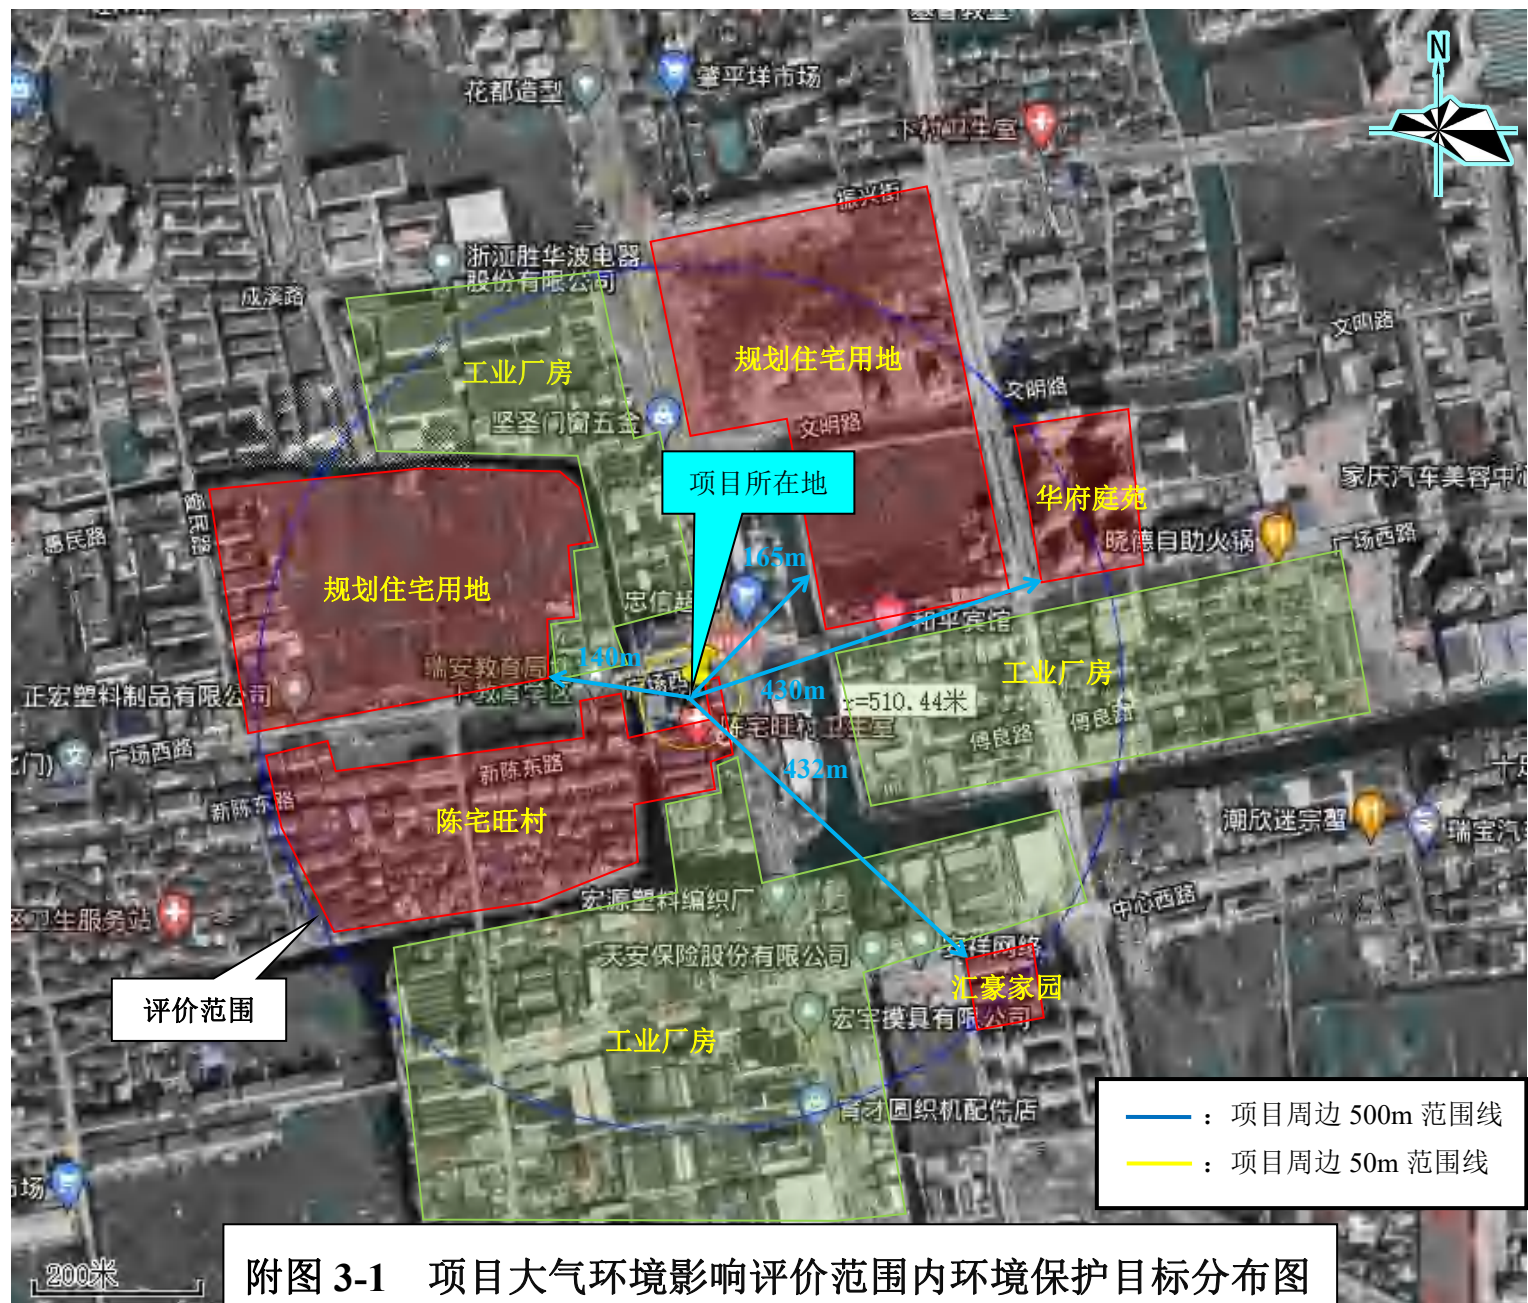 N
花都造型
肇平垟市场
下村卫生室
振兴街
浙江胜华波电器
股份有限公司
成溪路
工业厂房
规划住宅用地
文明路
文明路
坚圣门窗五金
文明路
项目所在地
华府庭苑
家庆汽车美容中心
惠民路
晓德自助火锅
广场西路
165m
规划住宅用地
忠信超
和平宾馆
瑞安教育局
140m
工业厂房
正宏塑料制品有限公司
430m
r=510.44米
陈宅旺村卫生室
傅良路
傅良路
广场西路
新陈东路
432m
新陈东路
陈宅旺村
潮欣迷宗蟹
瑞宝汽
宏源塑料编织厂
中心西路
区卫生服务站
天安保险股份有限公司
汇豪家园
评价范围
宏宇摸具有限公司
工业厂房
育才圆织机配件店
：项目周边 500m 范围线
：项目周边 50m 范围线
市场
200米
附图 3-1 项目大气环境影响评价范围内环境保护目标分布图